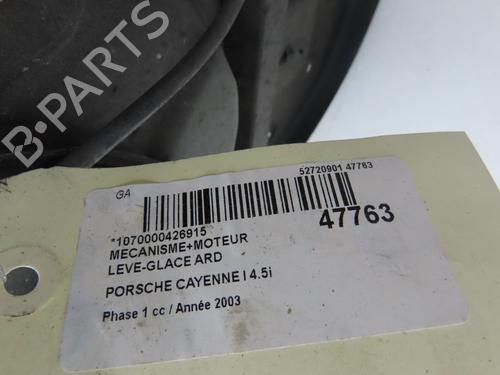 B-PARTS
GA
52720901 47763
*1070000426915
47763
MECANISME+MOTEUR
LEVE-GLACE ARD
PORSCHE CAYENNE I 4.5i
Phase 1 cc / Année 2003